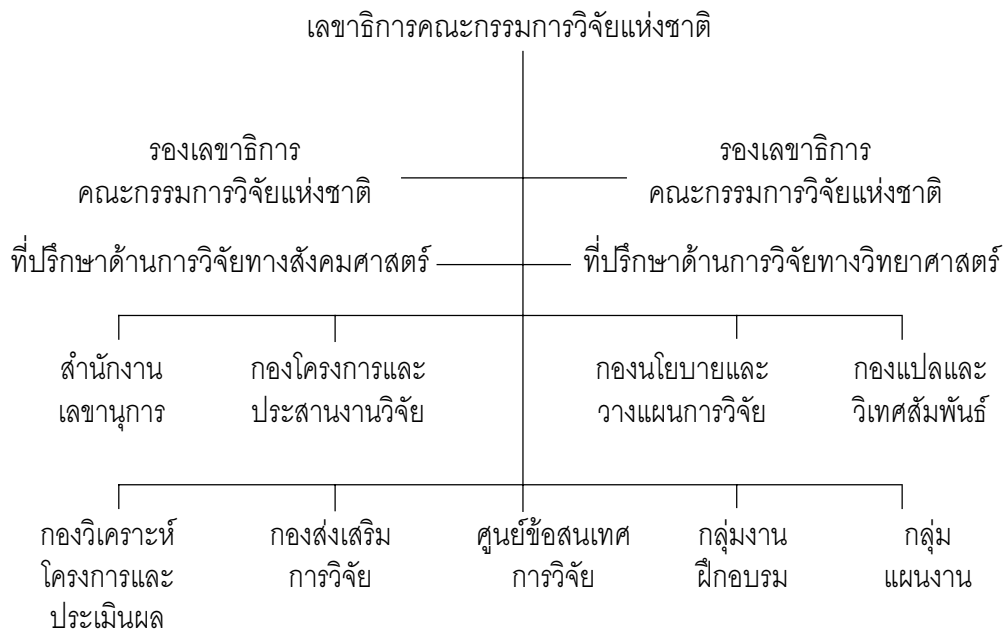 เลขาธิการคณะกรรมการวิจัยแห่งชาติ
รองเลขาธิการ
คณะกรรมการวิจัยแห่งชาติ
รองเลขาธิการ
คณะกรรมการวิจัยแห่งชาติ
ที่ปรึกษาด้านการวิจัยทางสังคมศาสตร์
ที่ปรึกษาด้านการวิจัยทางวิทยาศาสตร์
สำนักงาน
เลขานุการ
กองโครงการและ
ประสานงานวิจัย
กองนโยบายและ
วางแผนการวิจัย
กองแปลและ
วิเทศสัมพันธ์
กองวิเคราะห์
โครงการและ
ประเมินผล
กองส่งเสริม
การวิจัย
ศูนย์ข้อสนเทศ
การวิจัย
กลุ่มงาน
ฝึกอบรม
กลุ่ม
แผนงาน